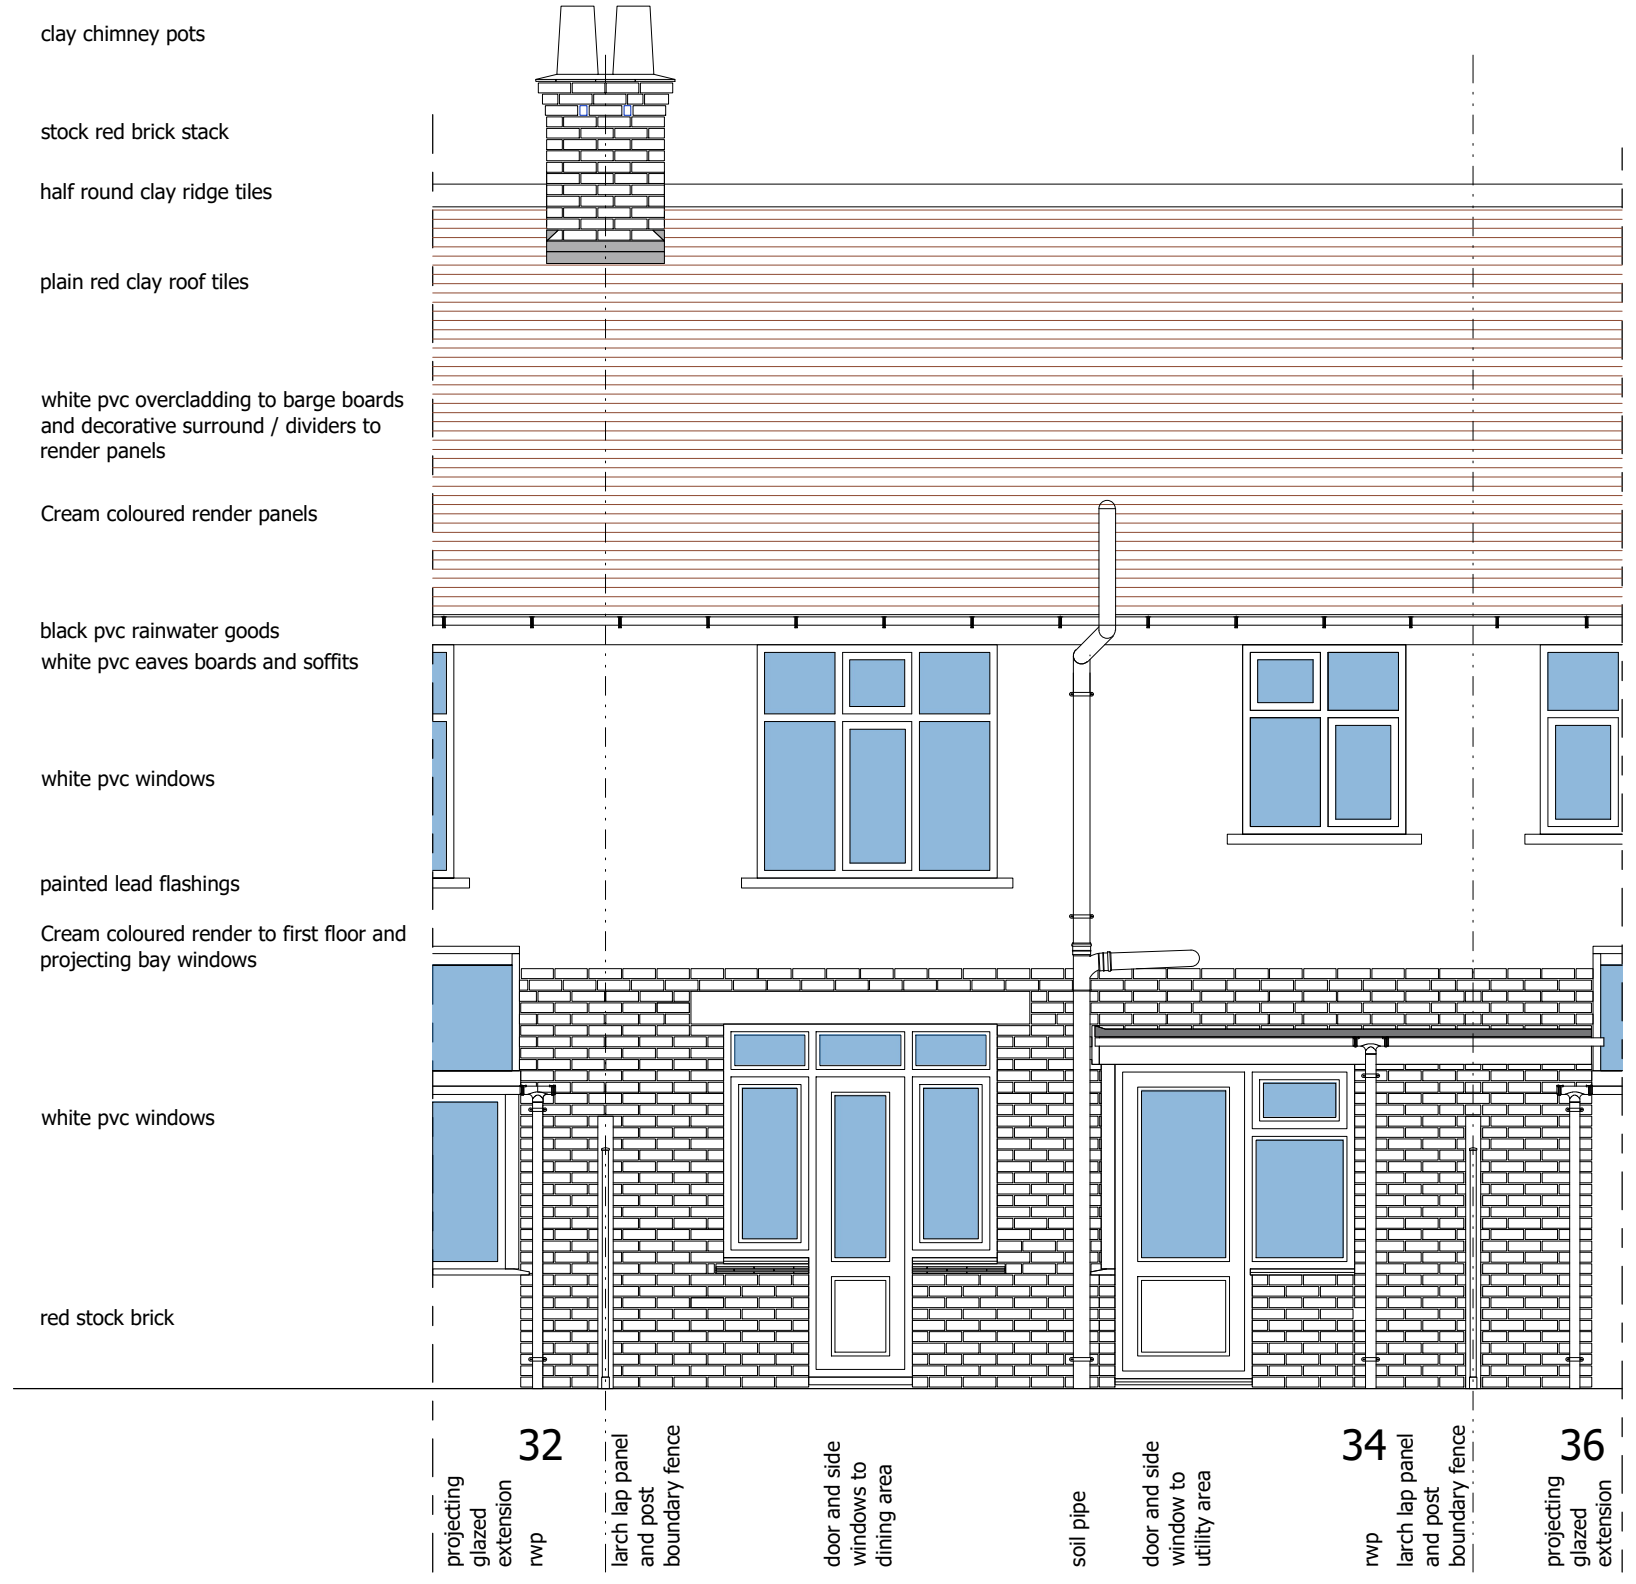 clay chimney pots
stock red brick stack
half round clay ridge tiles
plain red clay roof tiles
white pvc overcladding to barge boards
and decorative surround / dividers to
render panels
Cream coloured render panels
black pvc rainwater goods
white pvc eaves boards and soffits
white pvc windows
painted lead flashings
Cream coloured render to first floor and
projecting bay windows
white pvc windows
red stock brick
32
34
36
projecting
glazed
extension
rwp
larch lap panel
and post
boundary fence
door and side
windows to
dining area
soil pipe
door and side
window to
utility area
rwp
larch lap panel
and post
boundary fence
projecting
glazed
extension